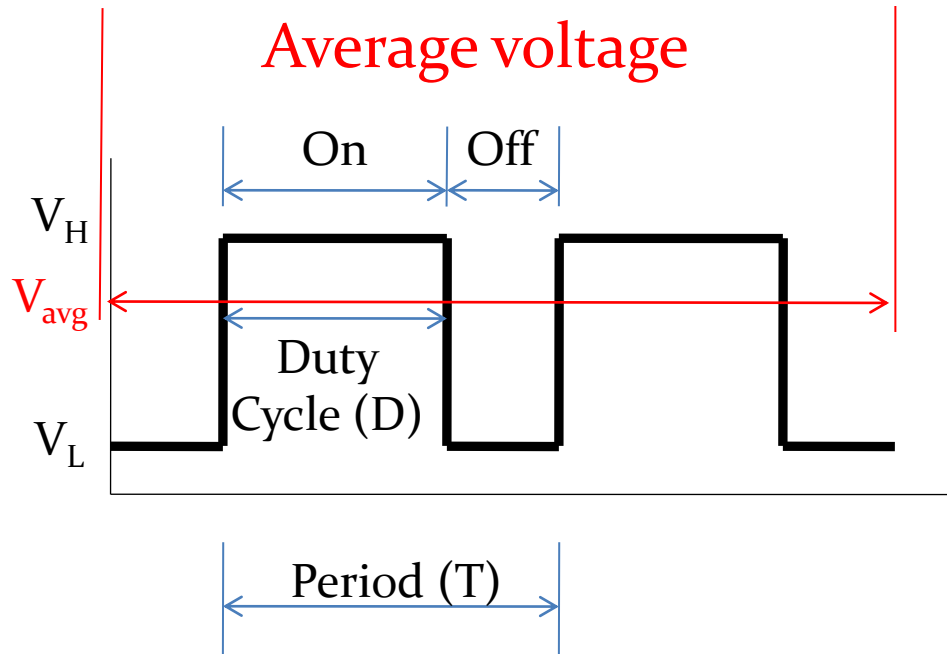 Average voltage
On
Off
V_H
V_avg
Duty
Cycle (D)
V_L
Period (T)